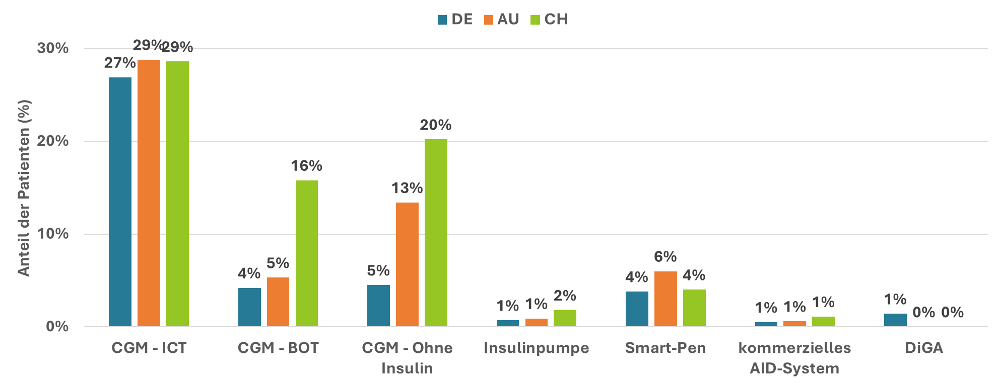 DE AU CH
Anteil der Patienten (%)
30%
20%
10%
0%
27% 29% 29%
4% 5% 16%
5% 13% 20%
1% 1% 2%
4% 6% 4%
1% 1% 1%
1% 0% 0%
CGM - ICT
CGM - BOT
CGM - Ohne
Insulin
Insulinpumpe
Smart-Pen
kommerzielles
AID-System
DiGA